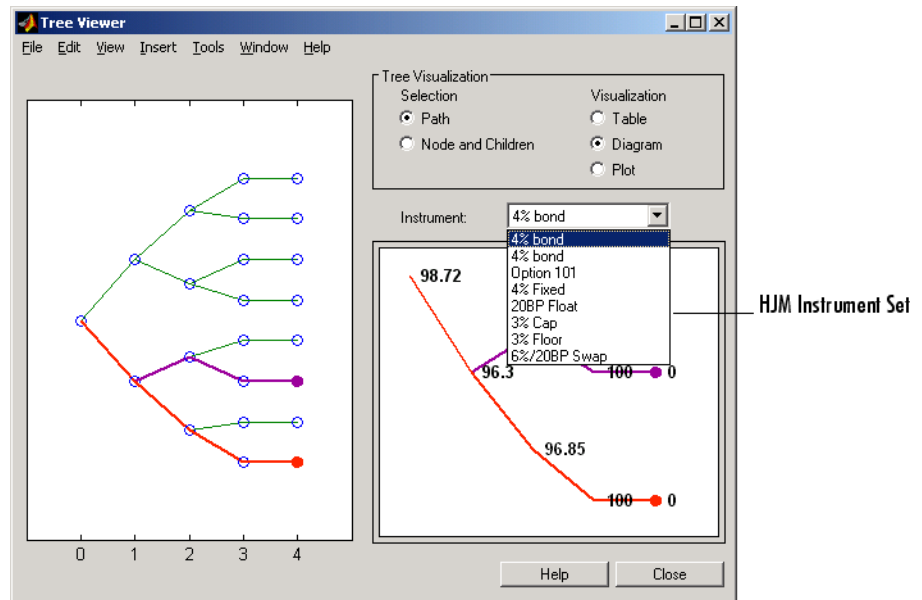 Tree Viewer
File Edit View Insert Tools Window Help
Tree Visualization
Selection
Visualization
Path
Table
Node and Children
Diagram
Plot
Instrument:
4% bond
4% bond
4% bond
Option 101
4% Fixed
20BP Float
3% Cap
3% Floor
6%/20BP Swap
HJM Instrument Set
98.72
96.3
100
0
96.85
100
0
0 1 2 3 4
Help
Close